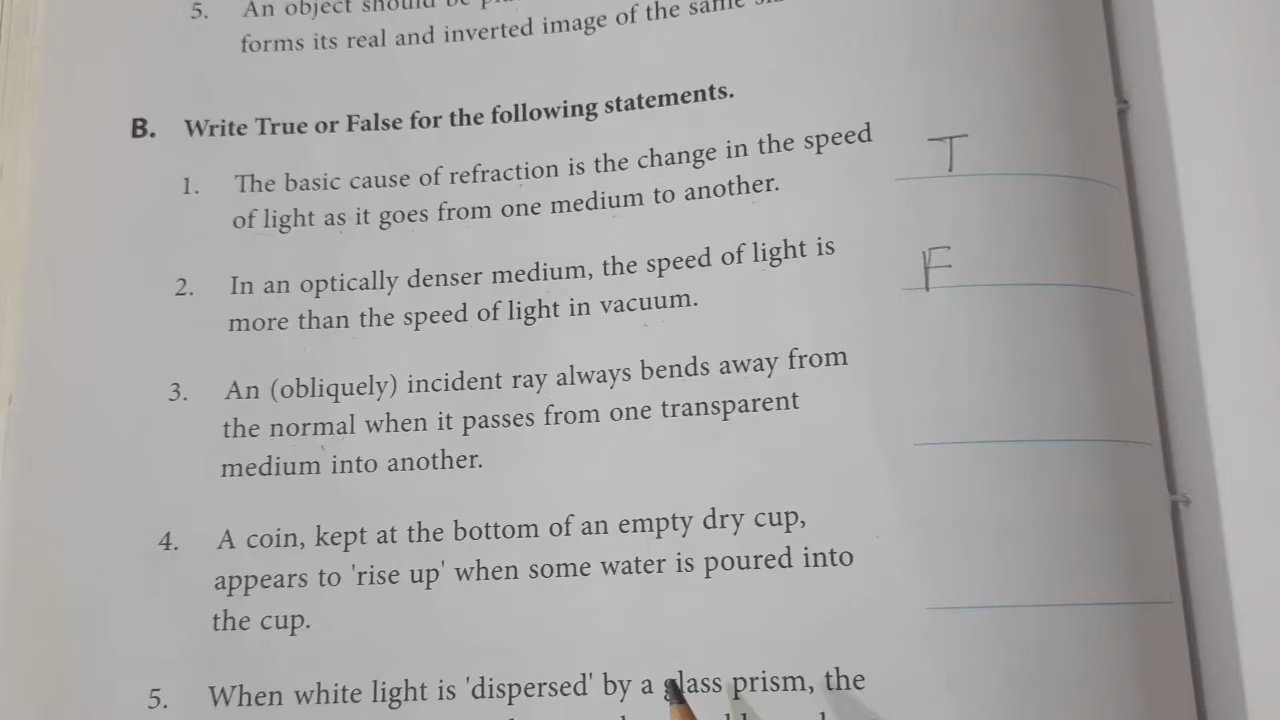 5. An object should be
forms its real and inverted image of the same
B. Write True or False for the following statements.
1. The basic cause of refraction is the change in the speed
of light as it goes from one medium to another.
T
2. In an optically denser medium, the speed of light is
more than the speed of light in vacuum.
F
3. An (obliquely) incident ray always bends away from
the normal when it passes from one transparent
medium into another.
4. A coin, kept at the bottom of an empty dry cup,
appears to 'rise up' when some water is poured into
the cup.
5. When white light is 'dispersed' by a glass prism, the